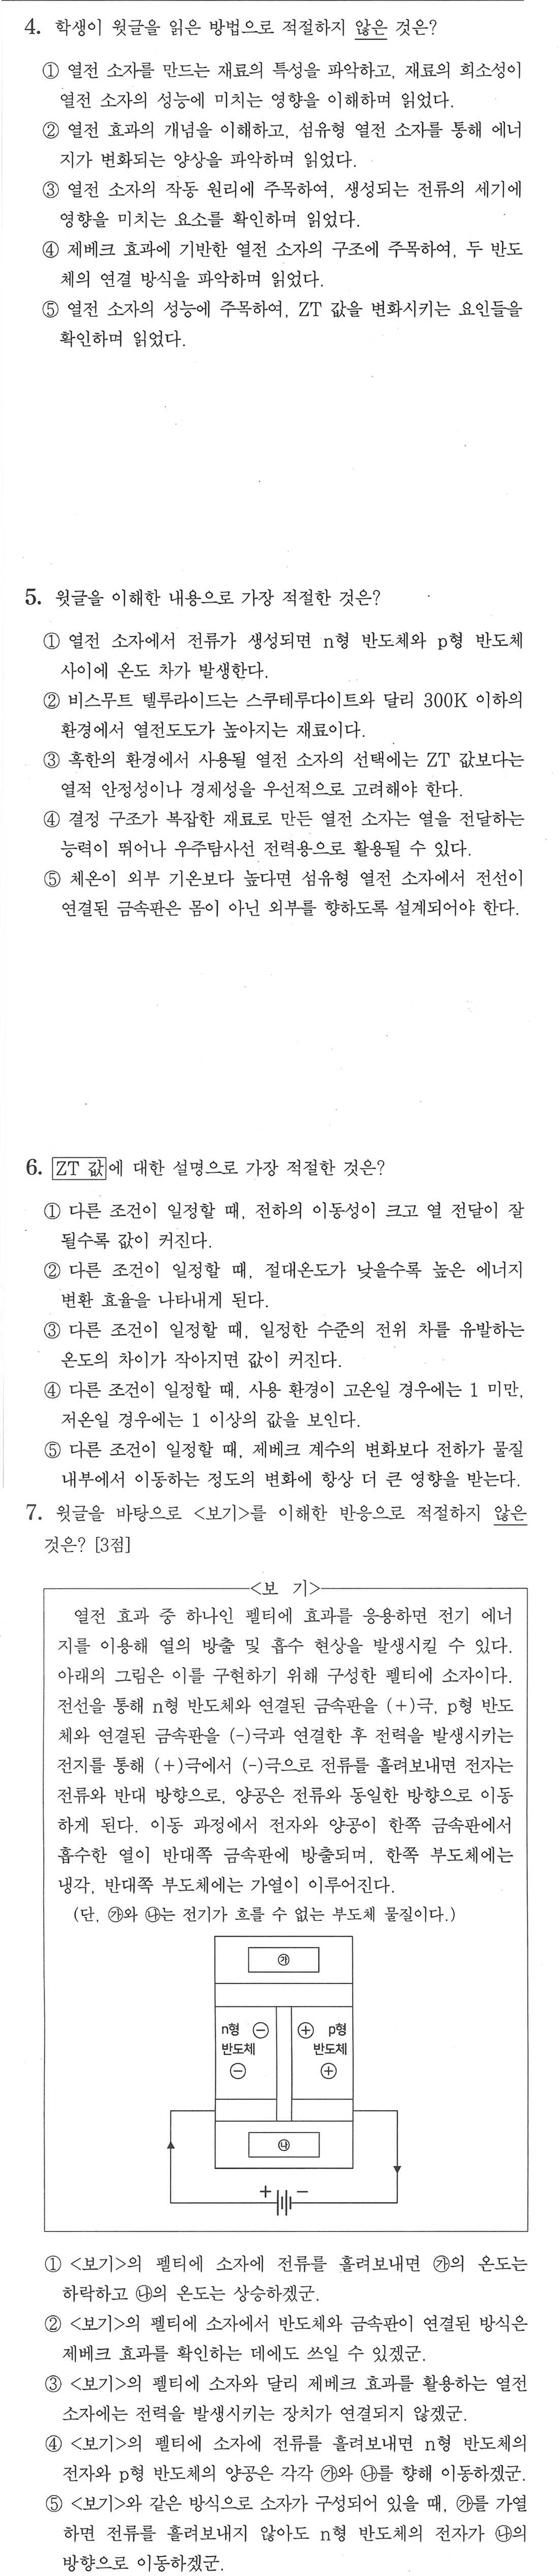 4. 학생이 윗글을 읽은 방법으로 적절하지 않은 것은?
① 열전 소자를 만드는 재료의 특성을 파악하고, 재료의 희소성이
열전 소자의 성능에 미치는 영향을 이해하며 읽었다.
② 열전 효과의 개념을 이해하고, 섬유형 열전 소자를 통해 에너
지가 변화되는 양상을 파악하며 읽었다.
③ 열전 소자의 작동 원리에 주목하여, 생성되는 전류의 세기에
영향을 미치는 요소를 확인하며 읽었다.
④ 제베크 효과에 기반한 열전 소자의 구조에 주목하여, 두 반도
체의 연결 방식을 파악하며 읽었다.
⑤ 열전 소자의 성능에 주목하여, ZT 값을 변화시키는 요인들을
확인하며 읽었다.
5. 윗글을 이해한 내용으로 가장 적절한 것은?
① 열전 소자에서 전류가 생성되면 n형 반도체와 p형 반도체
사이에 온도 차가 발생한다.
② 비스무트 텔루라이드는 스쿠테루다이트와 달리 300K 이하의
환경에서 열전도도가 높아지는 재료이다.
③ 혹한의 환경에서 사용될 열전 소자의 선택에는 ZT 값보다는
열적 안정성이나 경제성을 우선적으로 고려해야 한다.
④ 결정 구조가 복잡한 재료로 만든 열전 소자는 열을 전달하는
능력이 뛰어나 우주탐사선 전력용으로 활용될 수 있다.
⑤ 체온이 외부 기온보다 높다면 섬유형 열전 소자에서 전선이
연결된 금속판은 몸이 아닌 외부를 향하도록 설계되어야 한다.
6. ZT 값에 대한 설명으로 가장 적절한 것은?
① 다른 조건이 일정할 때, 전하의 이동성이 크고 열 전달이 잘
될수록 값이 커진다.
② 다른 조건이 일정할 때, 절대온도가 낮을수록 높은 에너지
변환 효율을 나타내게 된다.
③ 다른 조건이 일정할 때, 일정한 수준의 전위 차를 유발하는
온도의 차이가 작아지면 값이 커진다.
④ 다른 조건이 일정할 때, 사용 환경이 고온일 경우에는 1 미만,
저온일 경우에는 1 이상의 값을 보인다.
⑤ 다른 조건이 일정할 때, 제베크 계수의 변화보다 전하가 물질
내부에서 이동하는 정도의 변화에 항상 더 큰 영향을 받는다.
7. 윗글을 바탕으로 <보기>를 이해한 반응으로 적절하지 않은
것은? [3점]
<보 기>
열전 효과 중 하나인 펠티에 효과를 응용하면 전기 에너
지를 이용해 열의 방출 및 흡수 현상을 발생시킬 수 있다.
아래의 그림은 이를 구현하기 위해 구성한 펠티에 소자이다.
전선을 통해 n형 반도체와 연결된 금속판을 (+)극, p형 반도
체와 연결된 금속판을 (-)극과 연결한 후 전력을 발생시키는
전지를 통해 (+)극에서 (-)극으로 전류를 흘려보내면 전자는
전류와 반대 방향으로, 양공은 전류와 동일한 방향으로 이동
하게 된다. 이동 과정에서 전자와 양공이 한쪽 금속판에서
흡수한 열이 반대쪽 금속판에 방출되며, 한쪽 부도체에는
냉각, 반대쪽 부도체에는 가열이 이루어진다.
(단, ㉮와 ㉯는 전기가 흐를 수 없는 부도체 물질이다.)
㉮
n형 ⊖ ⊕ p형
반도체 반도체
⊖ ⊕
㉯
+ −
① <보기>의 펠티에 소자에 전류를 흘려보내면 ㉮의 온도는
하락하고 ㉯의 온도는 상승하겠군.
② <보기>의 펠티에 소자에서 반도체와 금속판이 연결된 방식은
제베크 효과를 확인하는 데에도 쓰일 수 있겠군.
③ <보기>의 펠티에 소자와 달리 제베크 효과를 활용하는 열전
소자에는 전력을 발생시키는 장치가 연결되지 않겠군.
④ <보기>의 펠티에 소자에 전류를 흘려보내면 n형 반도체의
전자와 p형 반도체의 양공은 각각 ㉮와 ㉯를 향해 이동하겠군.
⑤ <보기>와 같은 방식으로 소자가 구성되어 있을 때, ㉮를 가열
하면 전류를 흘려보내지 않아도 n형 반도체의 전자가 ㉯의
방향으로 이동하겠군.